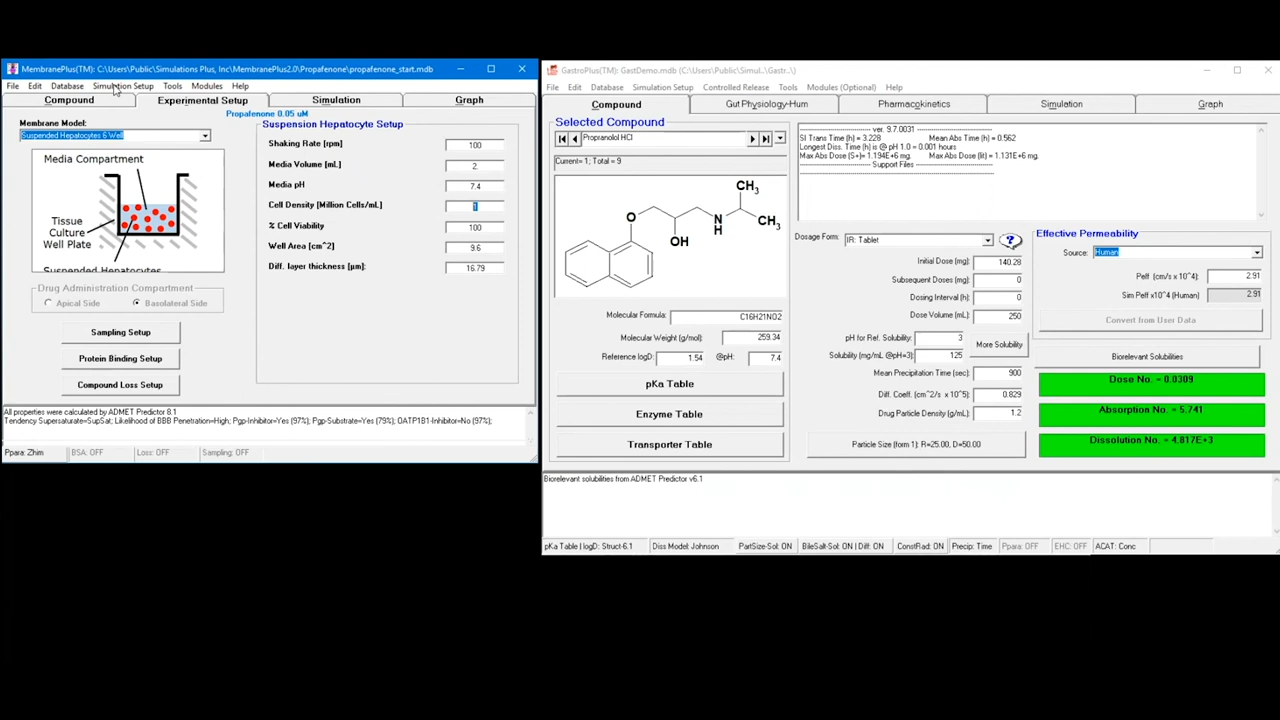 MembranePlus(TM): C:\Users\Public\Simulations Plus, Inc\MembranePlus2.0\Propafenone\propafenone_start.mdb
File Edit Database Simulation Setup Tools Modules Help
Compound Experimental Setup Simulation Graph
Propafenone 0.05 uM
Membrane Model:
Suspended Hepatocytes 6 Well
Media Compartment
Tissue
Culture
Well Plate
Suspended Hepatocytes
Drug Administration Compartment
Apical Side Basolateral Side
Sampling Setup
Protein Binding Setup
Compound Loss Setup
Suspension Hepatocyte Setup
Shaking Rate [rpm] 100
Media Volume [mL] 2.
Media pH 7.4
Cell Density [Million Cells/mL] 1
% Cell Viability 100
Well Area [cm^2] 9.6
Diff. layer thickness [µm]: 16.79
All properties were calculated by ADMET Predictor 8.1
Tendency Supersaturate=SupSat; Likelihood of BBB Penetration=High; Pgp-Inhibitor=Yes (97%); Pgp-Substrate=Yes (79%); OATP1B1-Inhibitor=No (92%);
Ppara: Zhim BSA: OFF Loss: OFF Sampling: OFF
GastroPlus(TM): GastDemo.mdb (C:\Users\Public\Simul..\Gastr..\)
File Edit Database Simulation Setup Controlled Release Tools Modules (Optional) Help
Compound Gut Physiology-Hum Pharmacokinetics Simulation Graph
Selected Compound
Propranolol HCl
Current= 1; Total = 9
CH3
O
N
H
CH3
OH
Molecular Formula: C16H21NO2
Molecular Weight (g/mol): 259.34
Reference logD: 1.54 @pH: 7.4
pKa Table
Enzyme Table
Transporter Table
ver. 9.7.0031
SI Trans Time (h) = 3.228 Mean Abs Time (h) = 0.562
Longest Diss. Time (h) is @ pH 1.0 = 0.001 hours
Max Abs Dose (S+)= 1.194E+6 mg. Max Abs Dose (lit)= 1.131E+6 mg.
Support Files
Dosage Form: IR: Tablet ?
Initial Dose (mg): 140.28
Subsequent Doses (mg): 0
Dosing Interval (h): 0
Dose Volume (mL): 250
pH for Ref. Solubility: 3
Solubility (mg/mL @pH=3): 125
More Solubility
Mean Precipitation Time (sec): 900
Diff. Coeff. (cm^2/s x 10^5): 0.829
Drug Particle Density (g/mL): 1.2
Particle Size (form 1): R=25.00, D=50.00
Effective Permeability
Source: Human
Peff (cm/s x 10^4): 2.91
Sim Peff x10^4 (Human) 2.91
Convert from User Data
Biorelevant Solubilities
Dose No. = 0.0309
Absorption No. = 5.741
Dissolution No. = 4.817E+3
Biorelevant solubilities from ADMET Predictor v6.1
pKa Table | logD: Struct-6.1 Diss Model: Johnson PartSize-Sol: ON BileSalt-Sol: ON | Diff: ON ConstRad: ON Precip: Time Ppara: OFF EHC: OFF ACAT: Conc